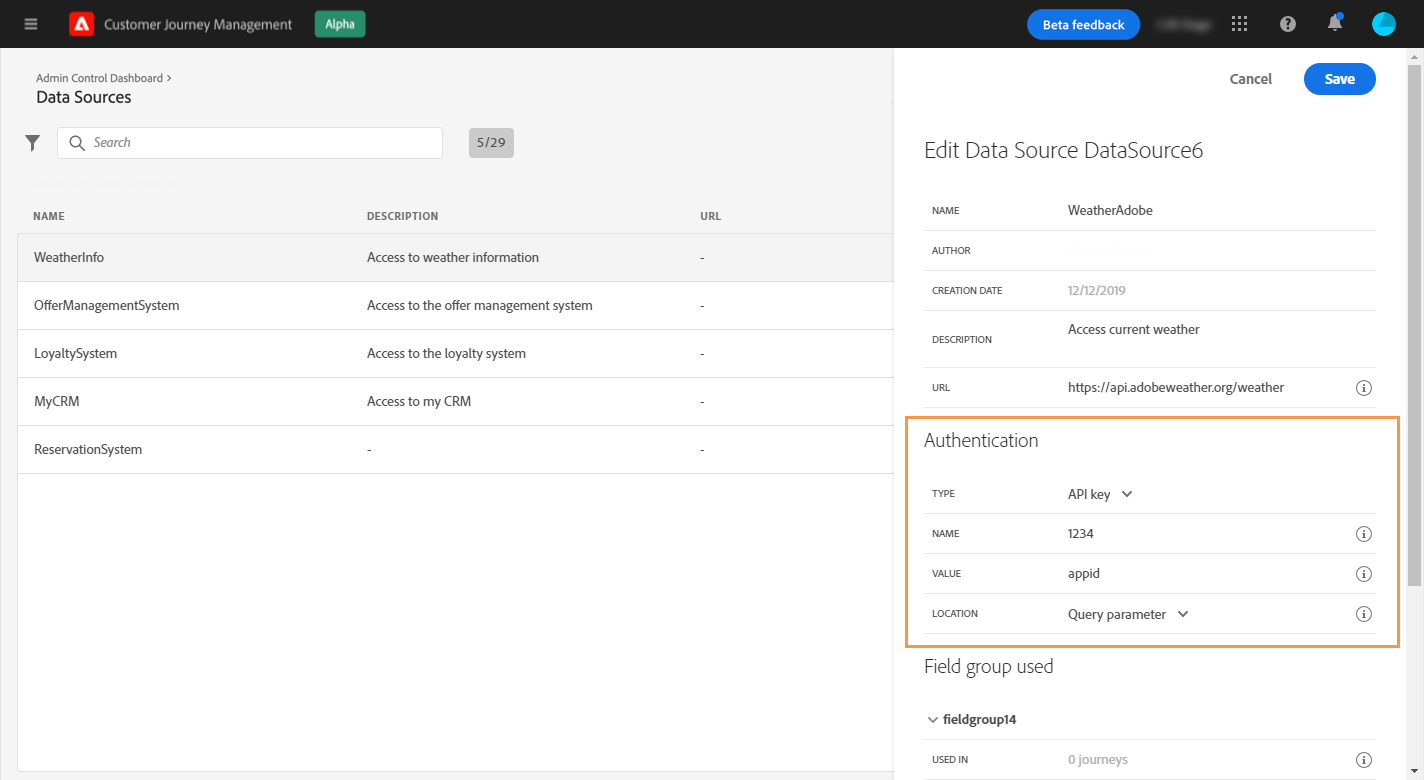 Customer Journey Management Alpha Beta feedback
Admin Control Dashboard ›
Data Sources
Search 5/29
NAME DESCRIPTION URL
WeatherInfo Access to weather information -
OfferManagementSystem Access to the offer management system -
LoyaltySystem Access to the loyalty system -
MyCRM Access to my CRM -
ReservationSystem - -
Cancel Save
Edit Data Source DataSource6
NAME WeatherAdobe
AUTHOR
CREATION DATE 12/12/2019
DESCRIPTION Access current weather
URL https://api.adobeweather.org/weather
Authentication
TYPE API key
NAME 1234
VALUE appid
LOCATION Query parameter
Field group used
fieldgroup14
USED IN 0 journeys